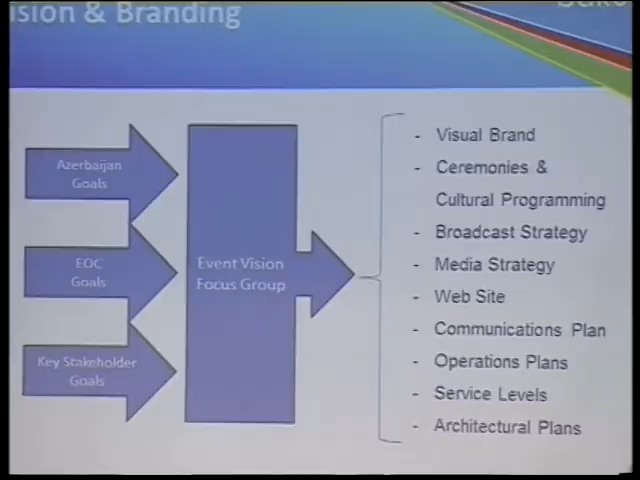 ision & Branding
Azerbaijan
Goals
EOC
Goals
Key Stakeholder
Goals
Event Vision
Focus Group
- Visual Brand
- Ceremonies &
Cultural Programming
- Broadcast Strategy
- Media Strategy
- Web Site
- Communications Plan
- Operations Plans
- Service Levels
- Architectural Plans